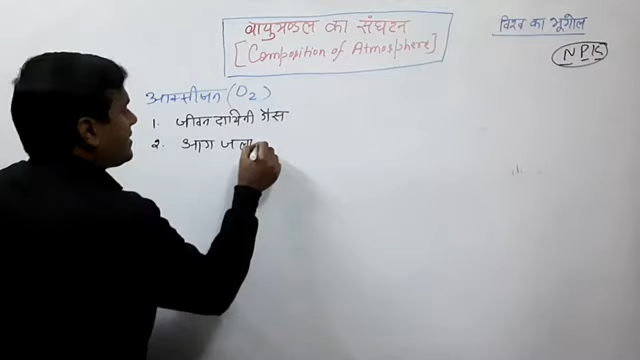 वायुमण्डल का संघटन
[Composition of Atmosphere]
विश्व का भूगोल
NPK
आक्सीजन (O₂)
1. जीवन दायिनी गैस
2. आग जला